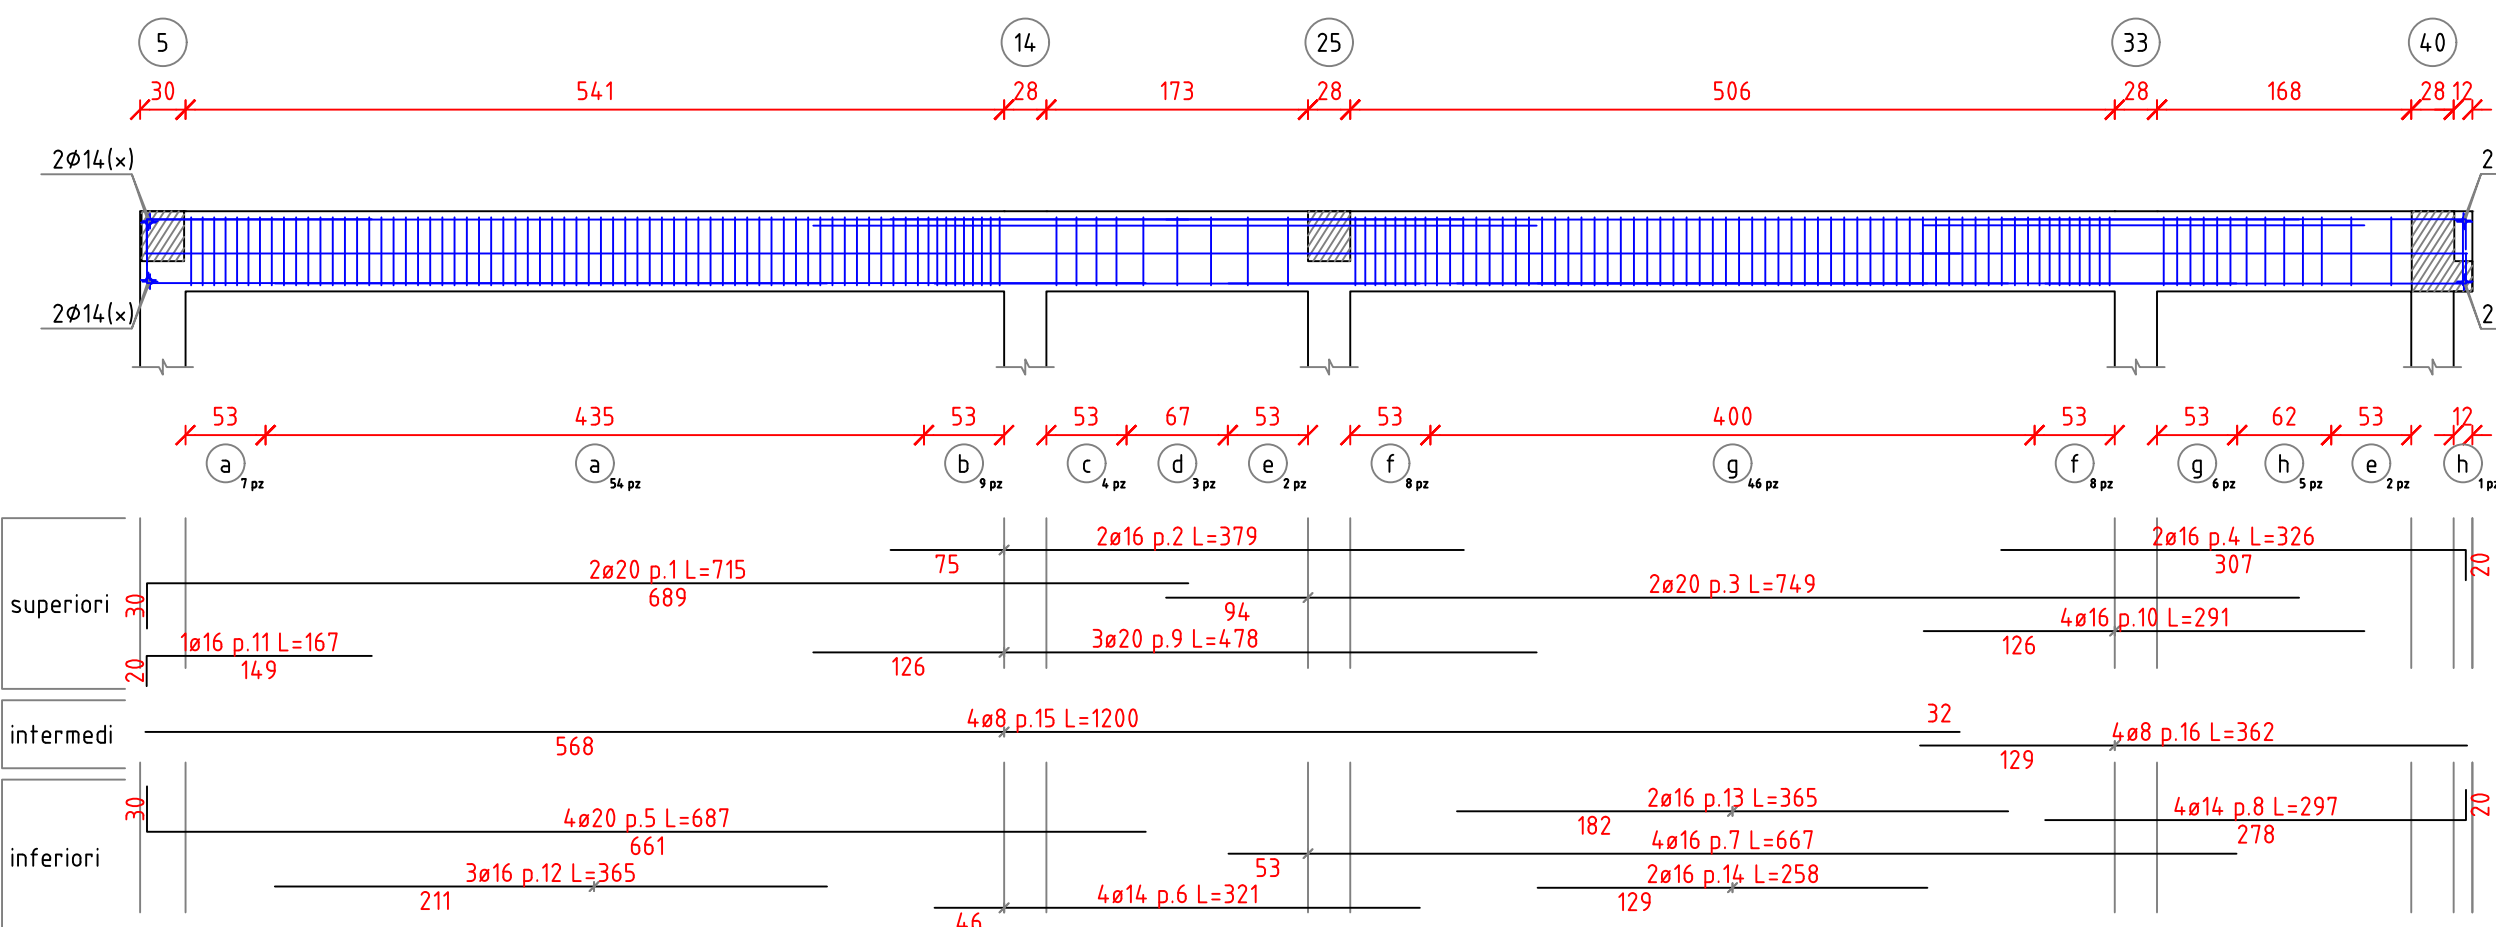 5 14 25 33 40
30 541 28 173 28 506 28 168 28 12
2Ø14(x) 2
2Ø14(x) 2
53 435 53 53 67 53 53 400 53 53 62 53 12
a a b c d e f g f g h e h
7 pz 54 pz 9 pz 4 pz 3 pz 2 pz 8 pz 46 pz 8 pz 6 pz 5 pz 2 pz 1 pz
2ø16 p.2 L=379 2ø16 p.4 L=326
75 307 20
2ø20 p.1 L=715 2ø20 p.3 L=749
superiori 30 689 94
3ø20 p.9 L=478 4ø16 p.10 L=291
1ø16 p.11 L=167 126
20 149 126
4ø8 p.15 L=1200 32
intermedi 568 4ø8 p.16 L=362
129
30 2ø16 p.13 L=365 4ø14 p.8 L=297 20
4ø20 p.5 L=687 182 278
661 4ø16 p.7 L=667
inferiori 53
3ø16 p.12 L=365 2ø16 p.14 L=258
211 4ø14 p.6 L=321 129
46